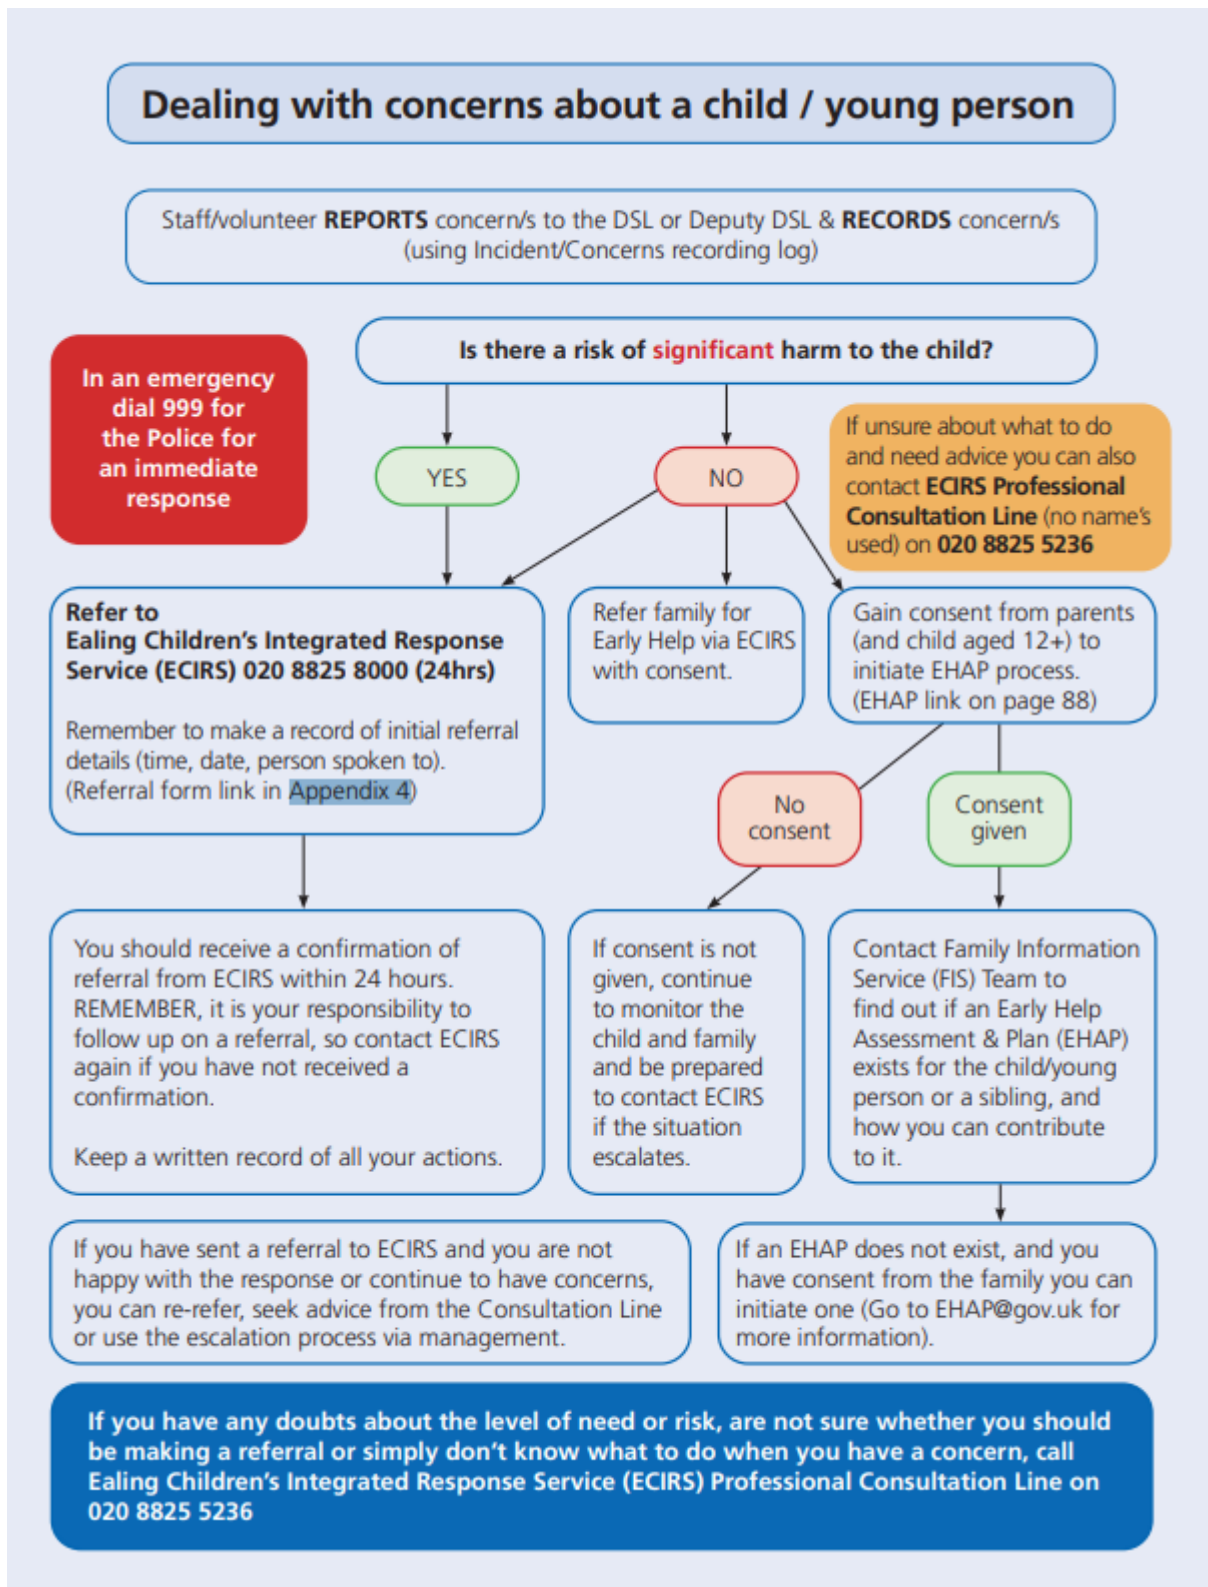 Dealing with concerns about a child / young person
Staff/volunteer REPORTS concern/s to the DSL or Deputy DSL & RECORDS concern/s
(using Incident/Concerns recording log)
In an emergency
dial 999 for
the Police for
an immediate
response
Is there a risk of significant harm to the child?
YES
NO
If unsure about what to do
and need advice you can also
contact ECIRS Professional
Consultation Line (no name's
used) on 020 8825 5236
Refer to
Ealing Children's Integrated Response
Service (ECIRS) 020 8825 8000 (24hrs)
Remember to make a record of initial referral
details (time, date, person spoken to).
(Referral form link in Appendix 4)
Refer family for
Early Help via ECIRS
with consent.
Gain consent from parents
(and child aged 12+) to
initiate EHAP process.
(EHAP link on page 88)
No
consent
Consent
given
You should receive a confirmation of
referral from ECIRS within 24 hours.
REMEMBER, it is your responsibility to
follow up on a referral, so contact ECIRS
again if you have not received a
confirmation.
Keep a written record of all your actions.
If consent is not
given, continue
to monitor the
child and family
and be prepared
to contact ECIRS
if the situation
escalates.
Contact Family Information
Service (FIS) Team to
find out if an Early Help
Assessment & Plan (EHAP)
exists for the child/young
person or a sibling, and
how you can contribute
to it.
If you have sent a referral to ECIRS and you are not
happy with the response or continue to have concerns,
you can re-refer, seek advice from the Consultation Line
or use the escalation process via management.
If an EHAP does not exist, and you
have consent from the family you can
initiate one (Go to EHAP@gov.uk for
more information).
If you have any doubts about the level of need or risk, are not sure whether you should
be making a referral or simply don't know what to do when you have a concern, call
Ealing Children's Integrated Response Service (ECIRS) Professional Consultation Line on
020 8825 5236